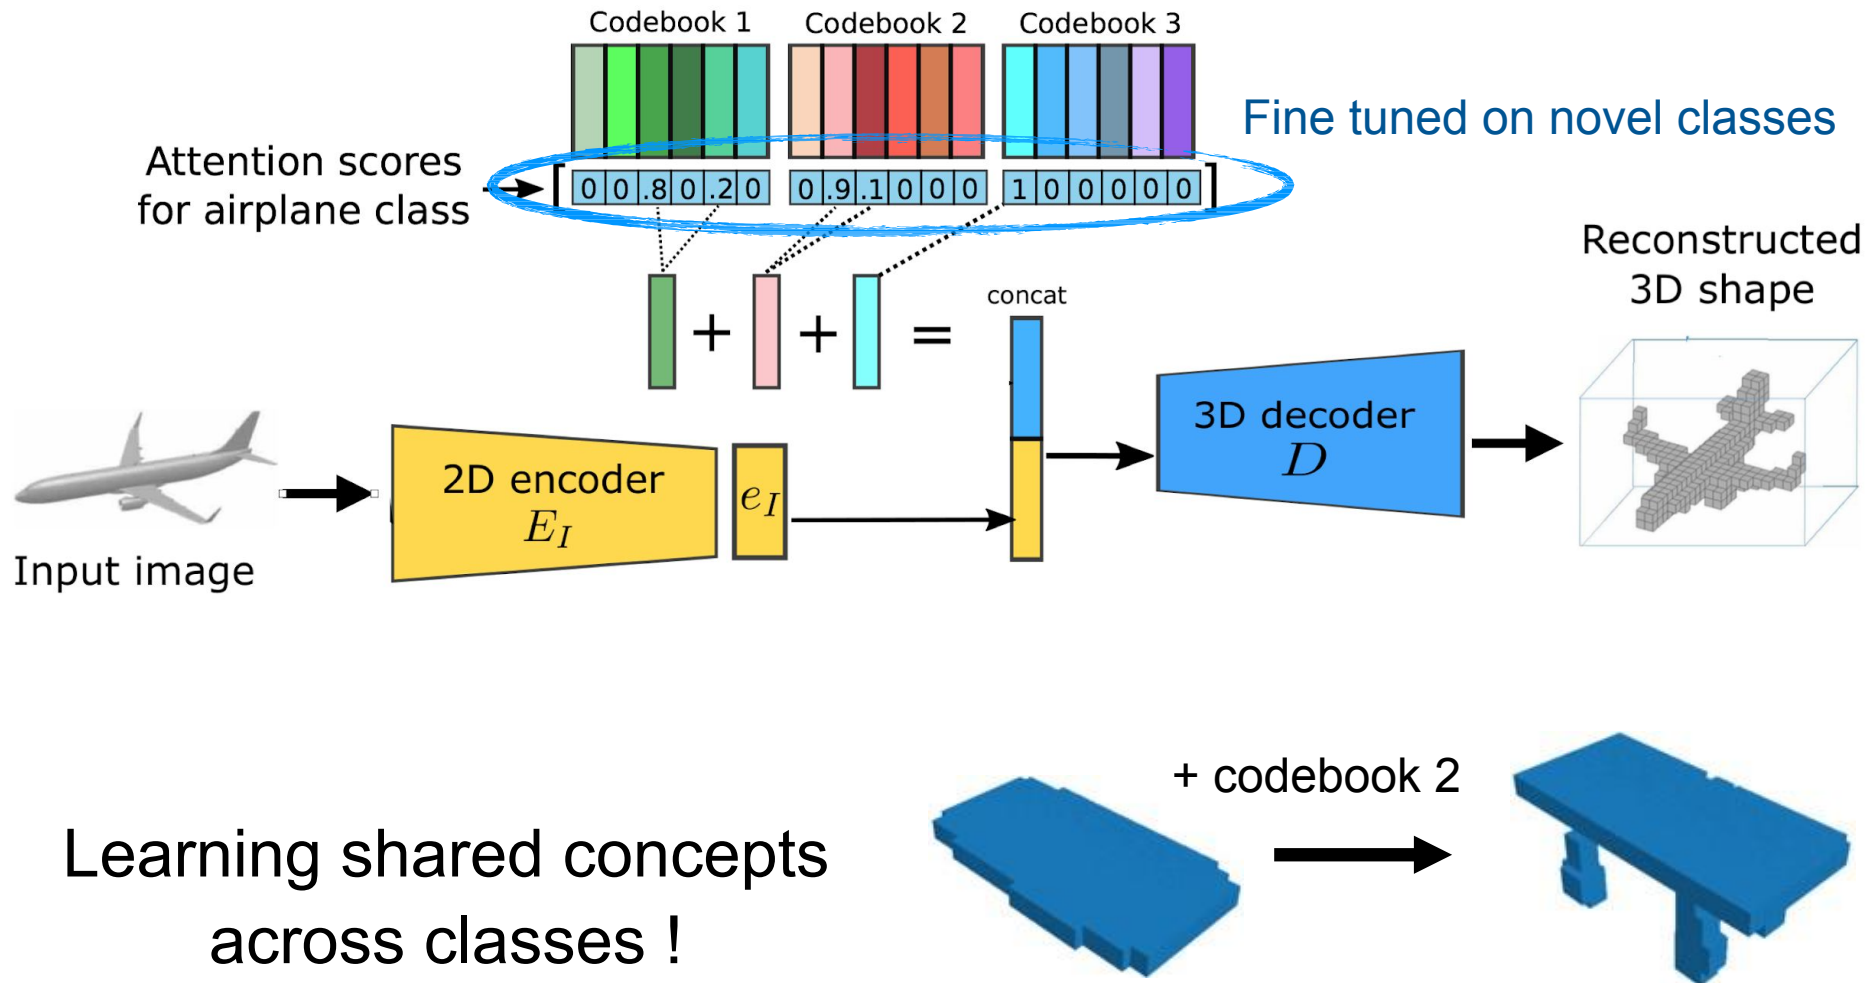 Codebook 1 Codebook 2 Codebook 3
Fine tuned on novel classes
Attention scores
for airplane class
[ 0 0 .8 0 .2 0 0 .9 .1 0 0 0 1 0 0 0 0 0 ]
+ + =
concat
Reconstructed
3D shape
Input image
2D encoder
E_I
e_I
3D decoder
D
Learning shared concepts
across classes !
+ codebook 2